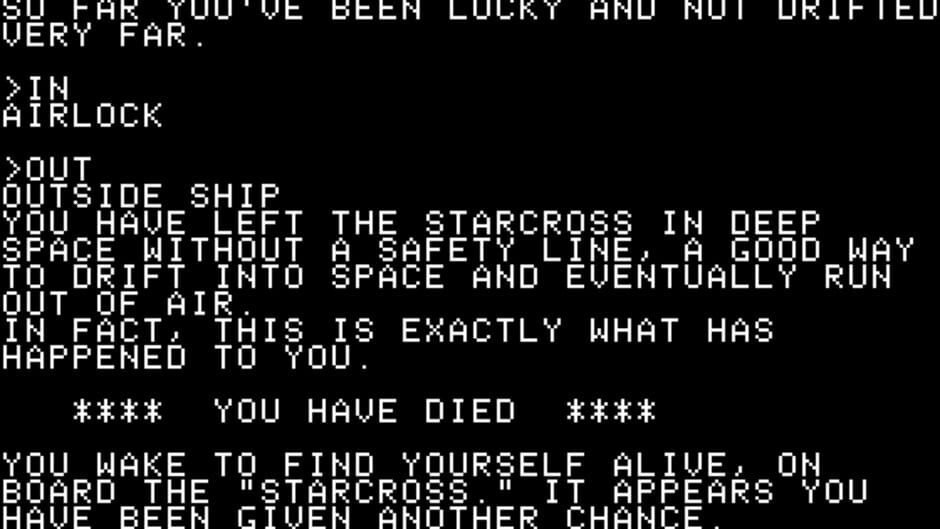 SO FAR YOU'VE BEEN LUCKY AND NOT DRIFTED
VERY FAR.
>IN
AIRLOCK
>OUT
OUTSIDE SHIP
YOU HAVE LEFT THE STARCROSS IN DEEP
SPACE WITHOUT A SAFETY LINE, A GOOD WAY
TO DRIFT INTO SPACE AND EVENTUALLY RUN
OUT OF AIR.
IN FACT, THIS IS EXACTLY WHAT HAS
HAPPENED TO YOU.
**** YOU HAVE DIED ****
YOU WAKE TO FIND YOURSELF ALIVE, ON
BOARD THE "STARCROSS." IT APPEARS YOU
HAVE BEEN GIVEN ANOTHER CHANCE.